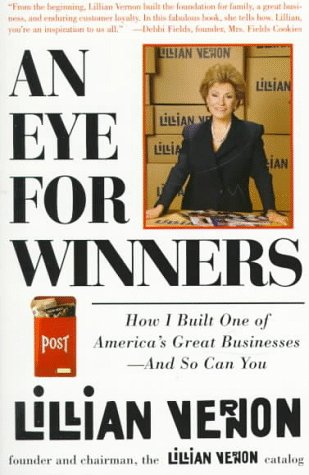 "From the beginning, Lillian Vernon built the foundation for family, a great busi-
ness, and enduring customer loyalty. In this fabulous book, she tells how. Lillian,
you're an inspiration to us all." —Debbi Fields, founder, Mrs. Fields Cookies
AN
EYE
FOR
WINNERS
LILLIAN VERNON
LILLIAN VERNON
POST
How I Built One of
America's Great Businesses
—And So Can You
LILLIAN VERNON
founder and chairman, the LILLIAN VERNON catalog